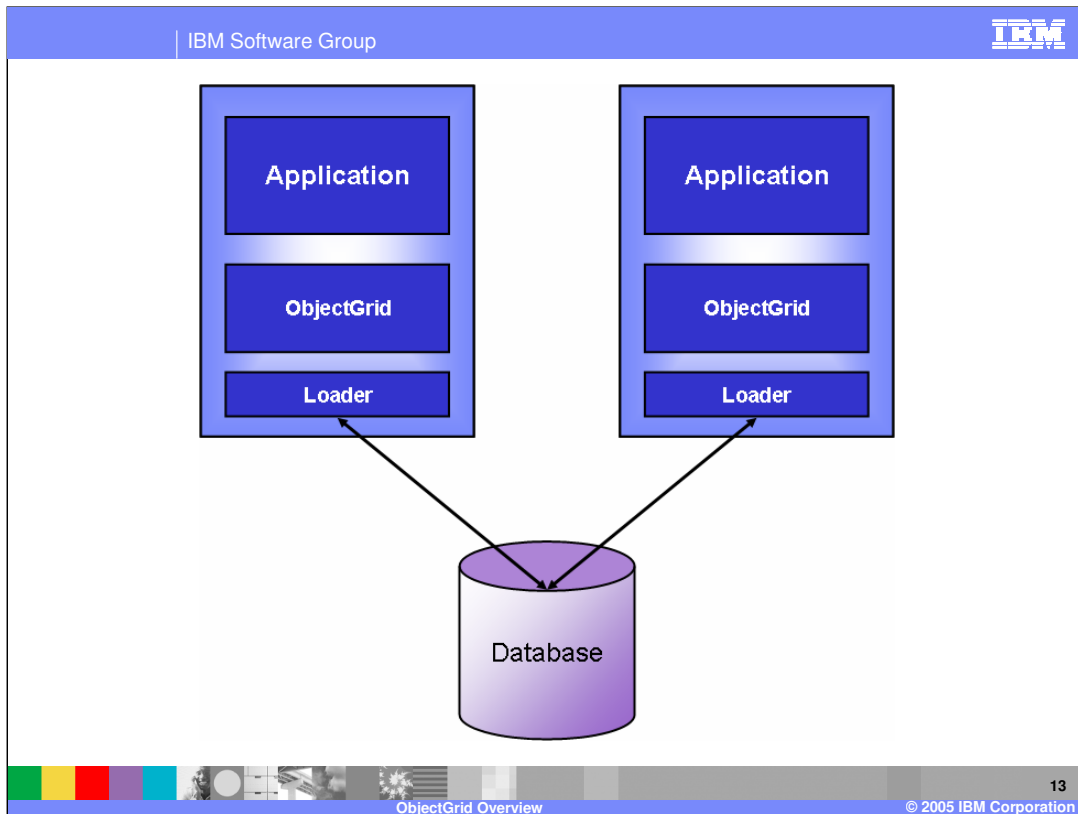 IBM Software Group
IBM
Application
Application
ObjectGrid
ObjectGrid
Loader
Loader
Database
13
ObjectGrid Overview
© 2005 IBM Corporation